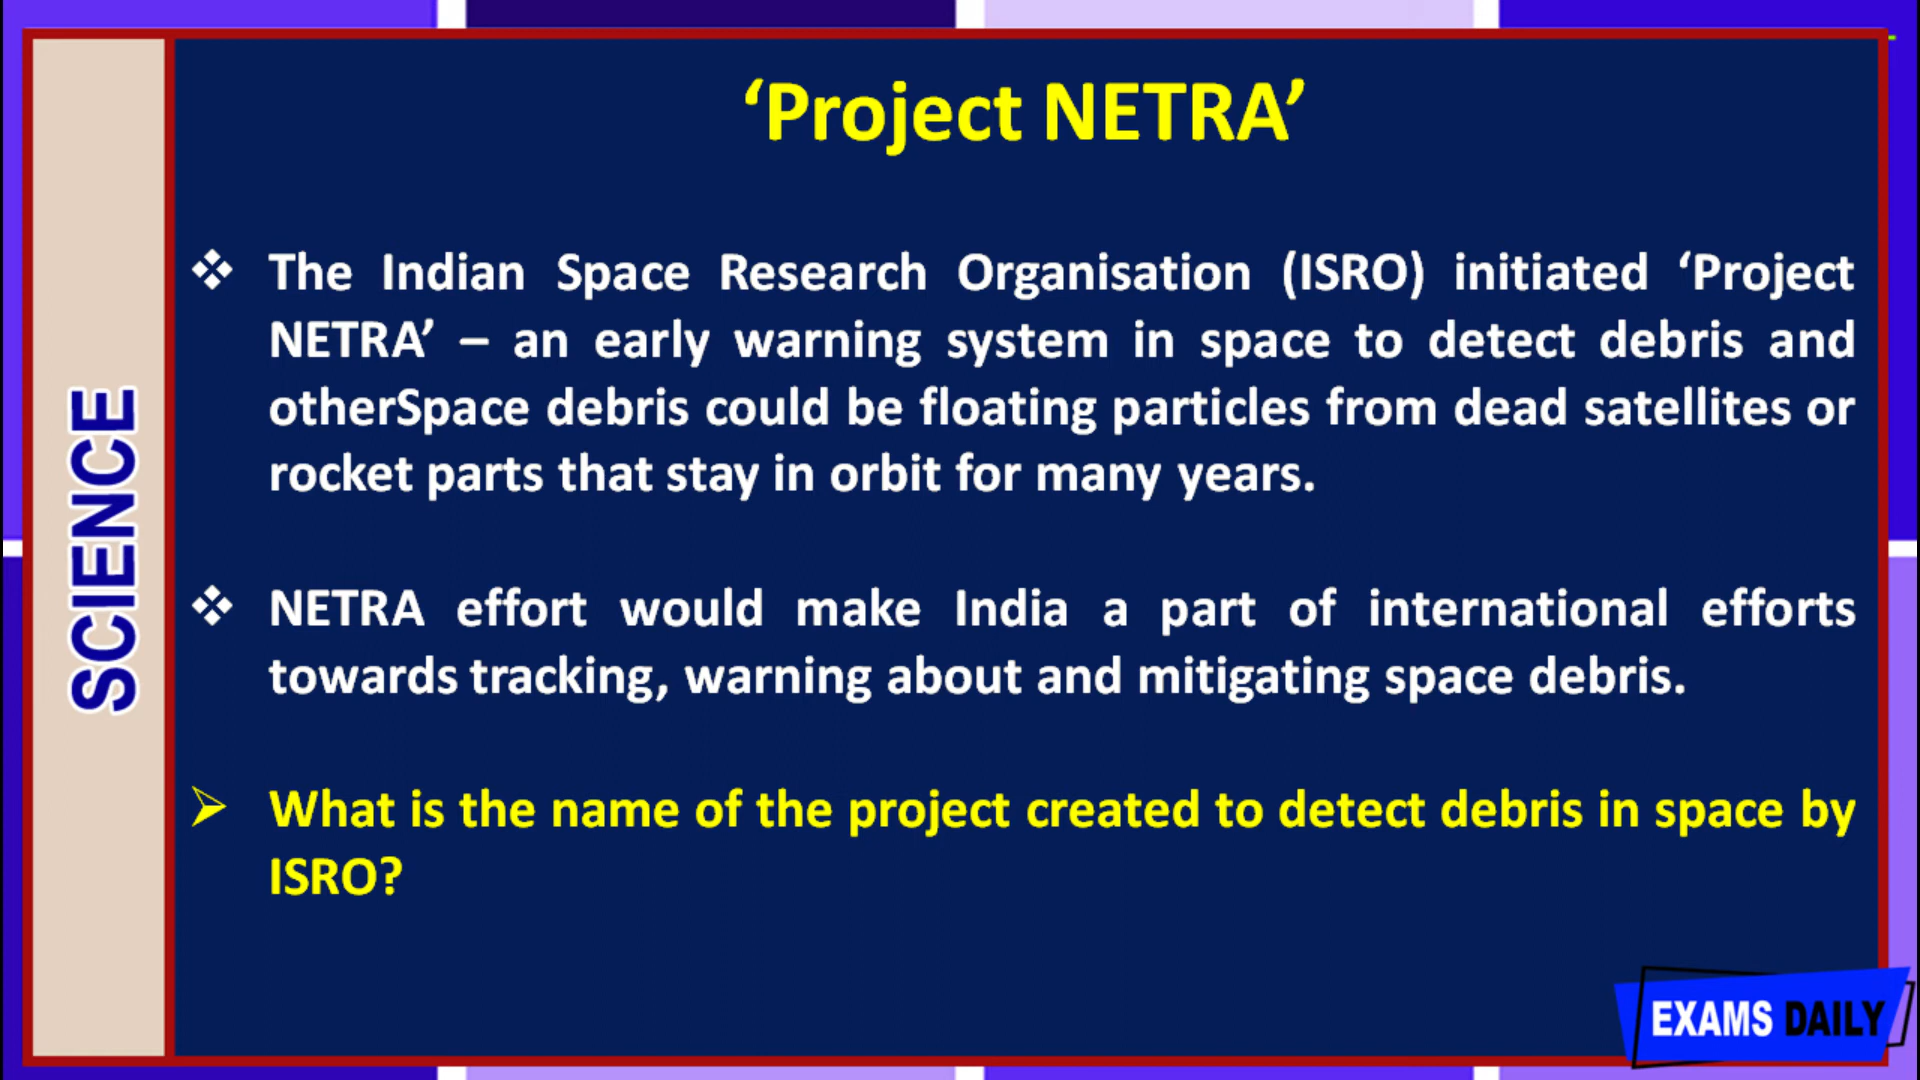 ‘Project NETRA’
SCIENCE
❖ The Indian Space Research Organisation (ISRO) initiated ‘Project
NETRA’ – an early warning system in space to detect debris and
otherSpace debris could be floating particles from dead satellites or
rocket parts that stay in orbit for many years.
❖ NETRA effort would make India a part of international efforts
towards tracking, warning about and mitigating space debris.
➢ What is the name of the project created to detect debris in space by
ISRO?
EXAMS DAILY